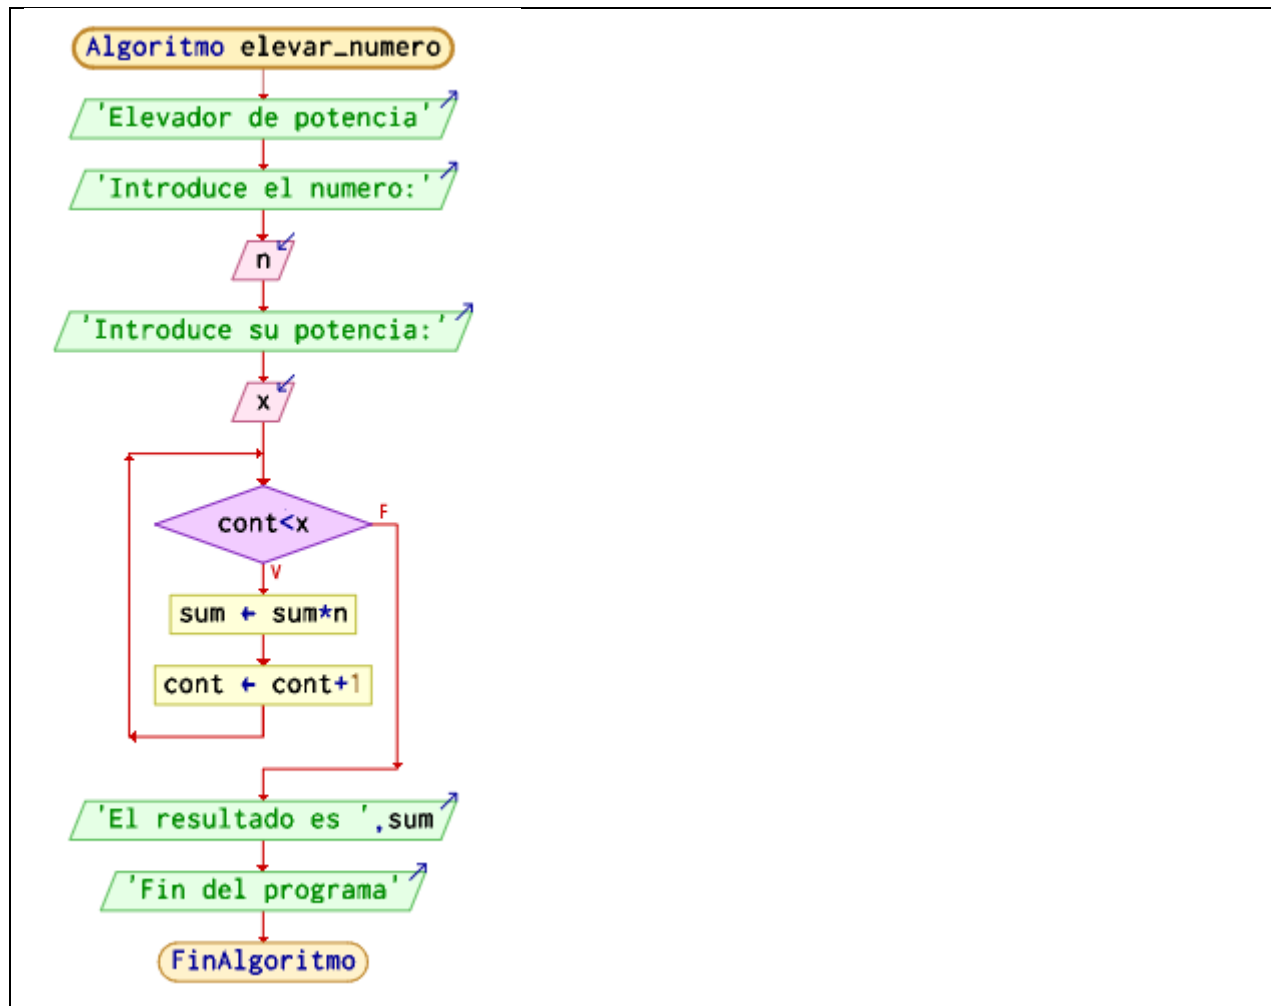 Algoritmo elevar_numero
'Elevador de potencia'
'Introduce el numero:'
n
'Introduce su potencia:'
x
cont<x
F
V
sum ← sum*n
cont ← cont+1
'El resultado es ',sum
'Fin del programa'
FinAlgoritmo